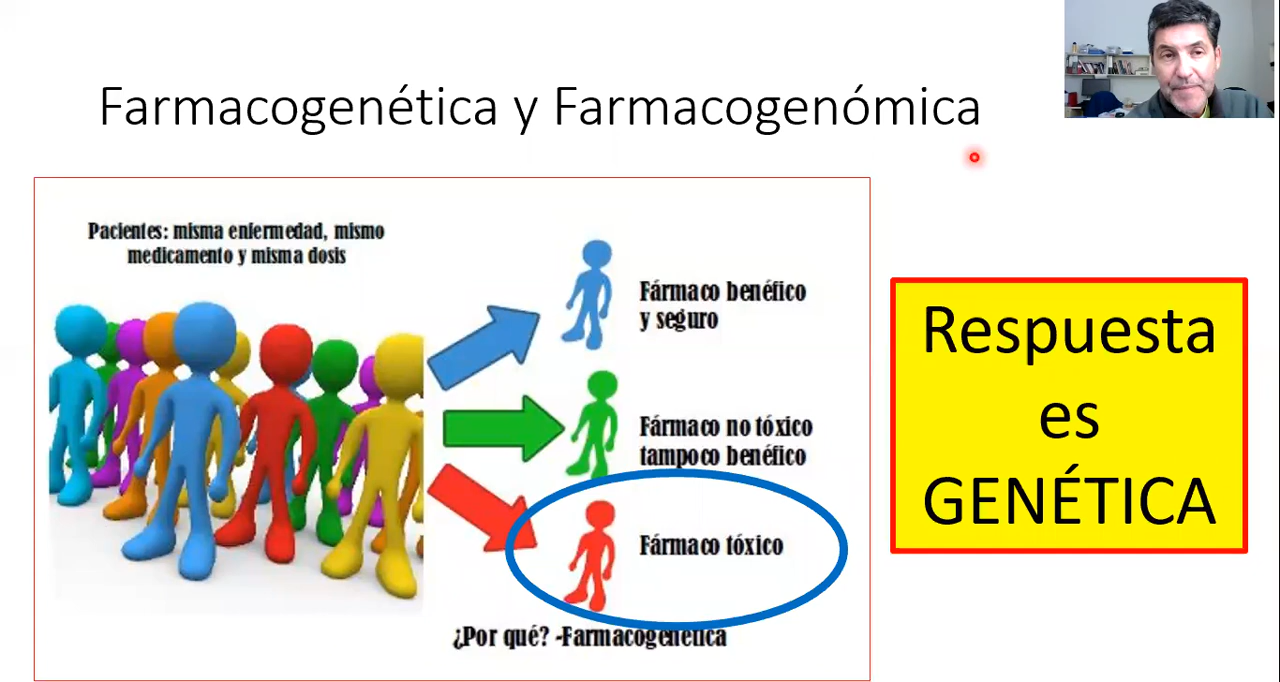 Farmacogenética y Farmacogenómica
Pacientes: misma enfermedad, mismo
medicamento y misma dosis
Fármaco benéfico
y seguro
Fármaco no tóxico
tampoco benéfico
Fármaco tóxico
¿Por qué? -Farmacogenética
Respuesta
es
GENÉTICA